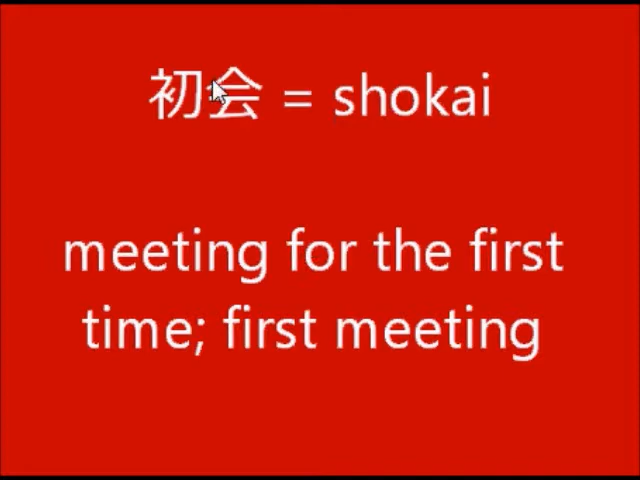 初会 = shokai
meeting for the first
time; first meeting